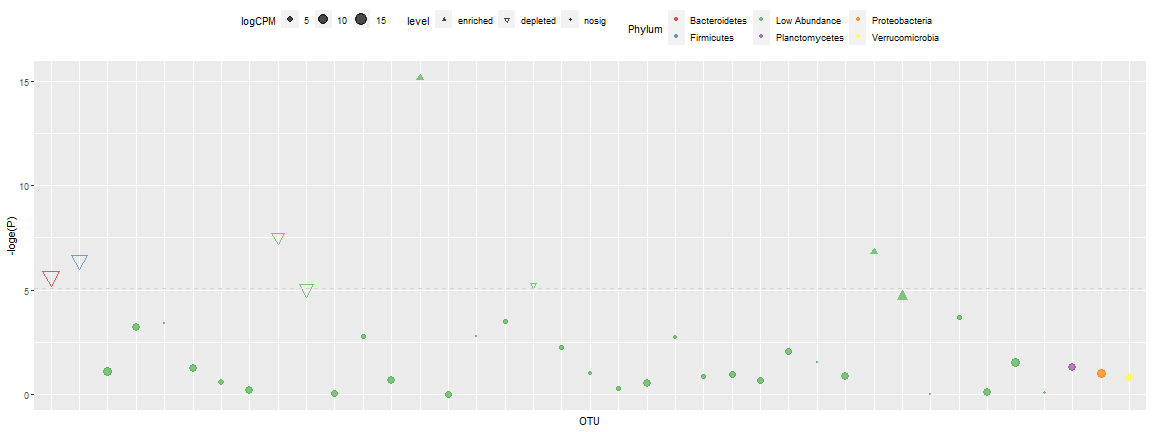 logCPM 5 10 15 level enriched depleted nosig Phylum Bacteroidetes Low Abundance Proteobacteria
Firmicutes Planctomycetes Verrucomicrobia
15
10
5
0
-loge(P)
OTU